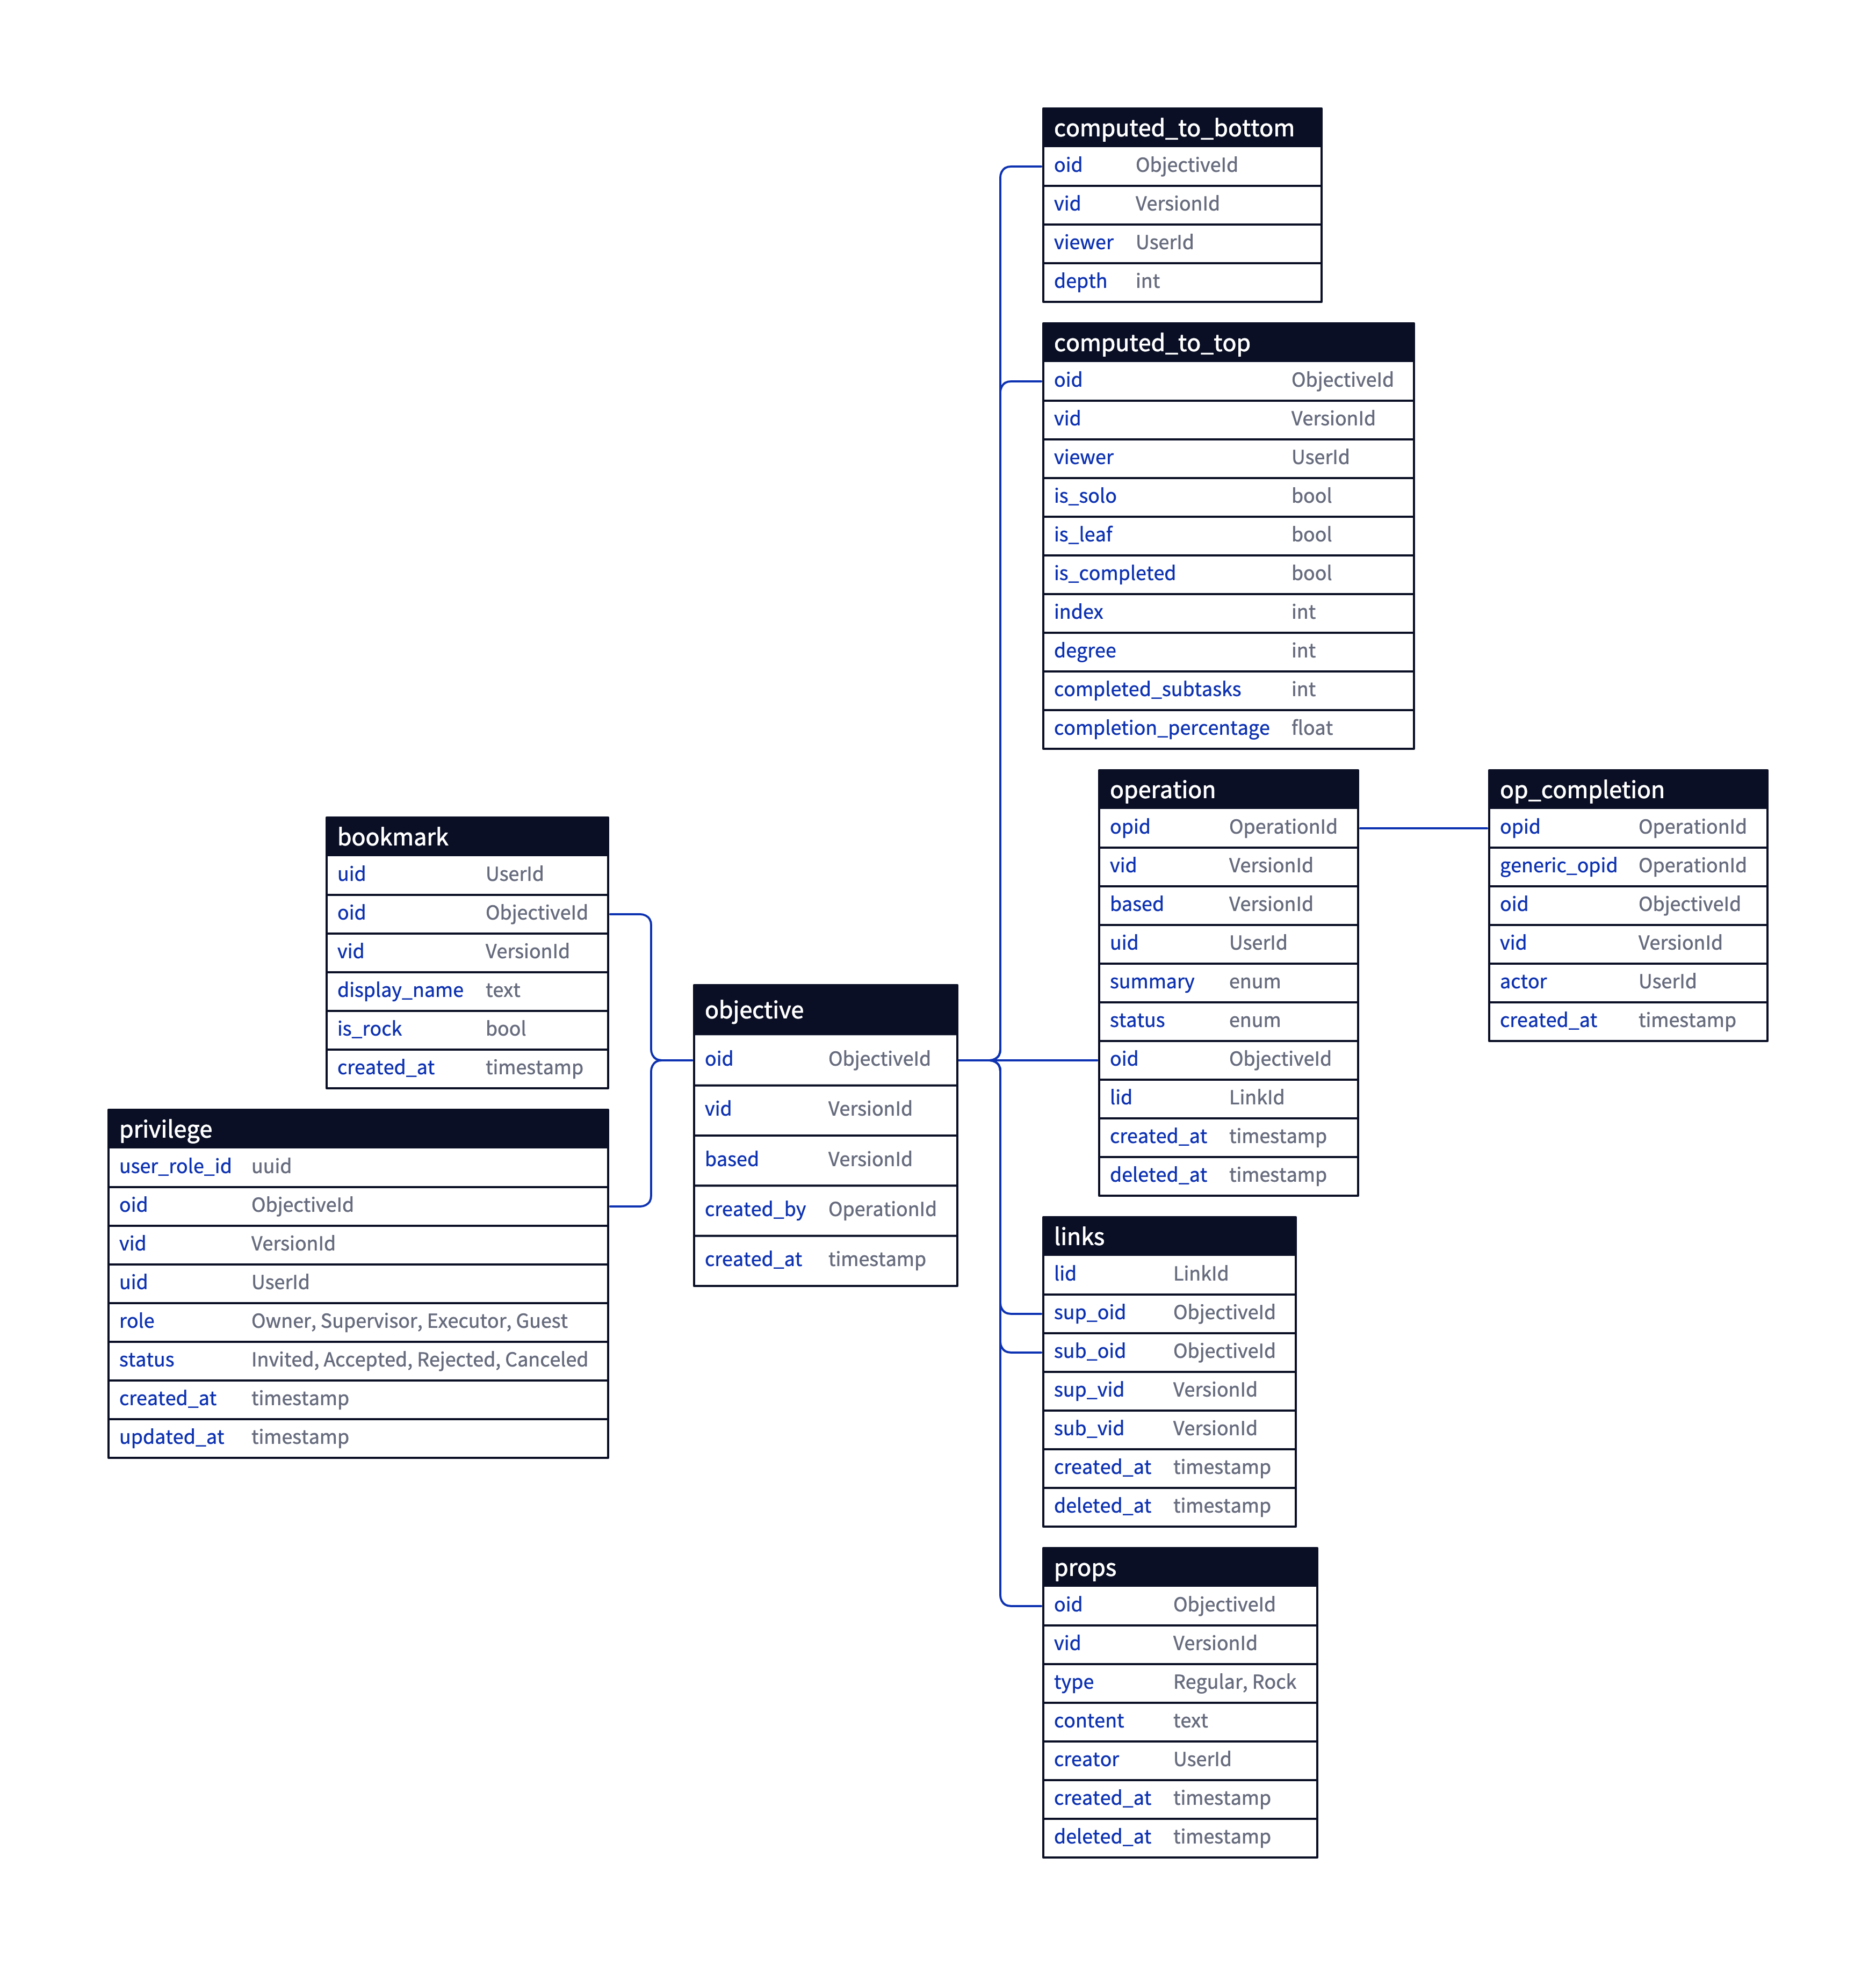 computed_to_bottom
oid ObjectiveId
vid VersionId
viewer UserId
depth int
computed_to_top
oid ObjectiveId
vid VersionId
viewer UserId
is_solo bool
is_leaf bool
is_completed bool
index int
degree int
completed_subtasks int
completion_percentage float
operation
opid OperationId
vid VersionId
based VersionId
uid UserId
summary enum
status enum
oid ObjectiveId
lid LinkId
created_at timestamp
deleted_at timestamp
op_completion
opid OperationId
generic_opid OperationId
oid ObjectiveId
vid VersionId
actor UserId
created_at timestamp
bookmark
uid UserId
oid ObjectiveId
vid VersionId
display_name text
is_rock bool
created_at timestamp
objective
oid ObjectiveId
vid VersionId
based VersionId
created_by OperationId
created_at timestamp
privilege
user_role_id uuid
oid ObjectiveId
vid VersionId
uid UserId
role Owner, Supervisor, Executor, Guest
status Invited, Accepted, Rejected, Canceled
created_at timestamp
updated_at timestamp
links
lid LinkId
sup_oid ObjectiveId
sub_oid ObjectiveId
sup_vid VersionId
sub_vid VersionId
created_at timestamp
deleted_at timestamp
props
oid ObjectiveId
vid VersionId
type Regular, Rock
content text
creator UserId
created_at timestamp
deleted_at timestamp